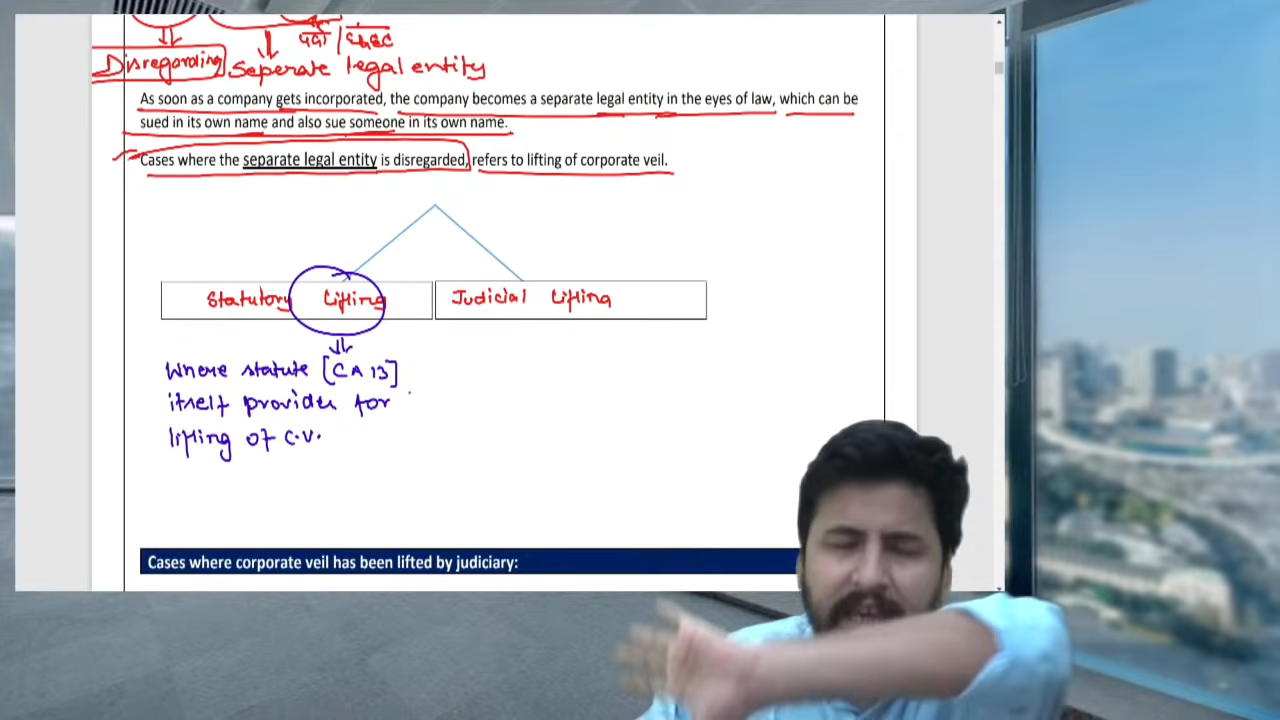 Disregarding Seperate legal entity
As soon as a company gets incorporated, the company becomes a separate legal entity in the eyes of law, which can be
sued in its own name and also sue someone in its own name.
Cases where the separate legal entity is disregarded, refers to lifting of corporate veil.
Statutory Lifting
Judicial Lifting
Where statute [CA 13]
itself provides for
lifting of C.V.
Cases where corporate veil has been lifted by judiciary: